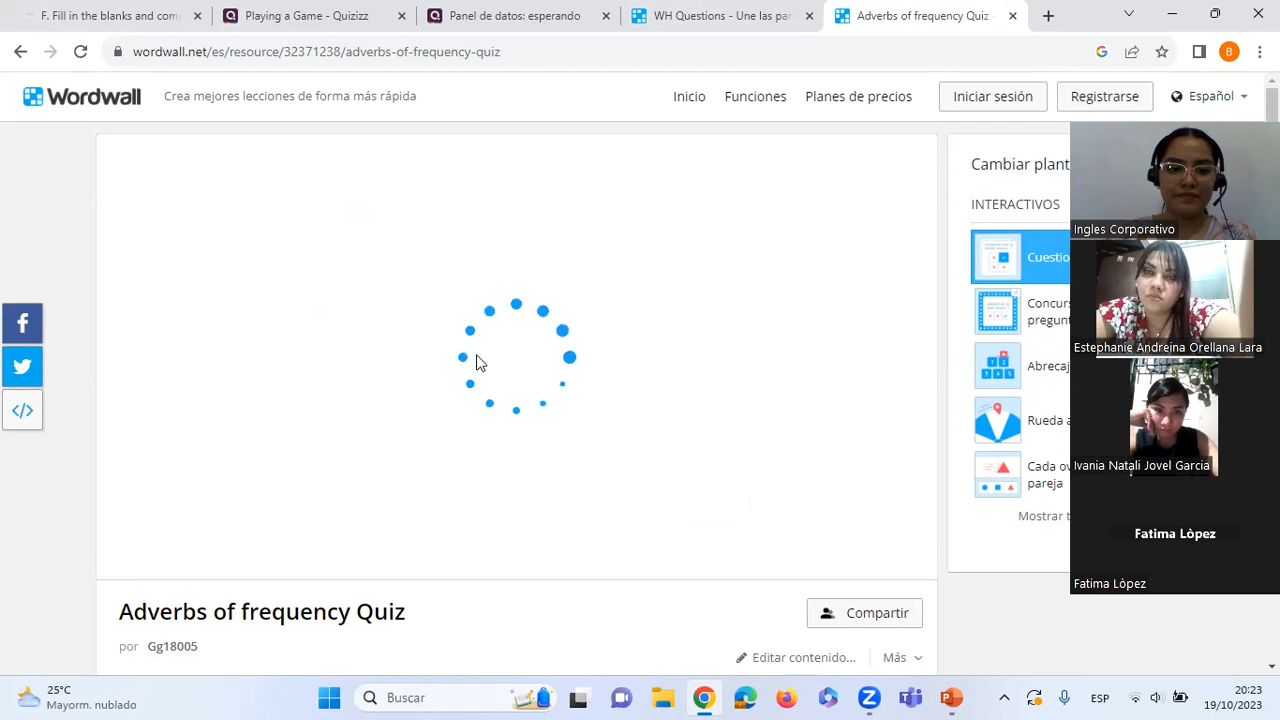 F. Fill in the blanks and com
Playing a Game - Quizizz
Panel de datos: esperando
WH Questions - Une las par
Adverbs of frequency Quiz
wordwall.net/es/resource/32371238/adverbs-of-frequency-quiz
B
Wordwall
Crea mejores lecciones de forma más rápida
Inicio
Funciones
Planes de precios
Iniciar sesión
Registrarse
Español
Cambiar plant
INTERACTIVOS
Cuestio
Concurs
pregunt
Abrecaj
Rueda a
Cada ov
pareja
Mostrar t
Ingles Corporativo
Estephanie Andreina Orellana Lara
Ivania Natali Jovel Garcia
Fatima Lòpez
Fatima Lòpez
Adverbs of frequency Quiz
Compartir
por Gg18005
Editar contenido...
Más
25°C
Mayorm. nublado
Buscar
ESP
20:23
19/10/2023